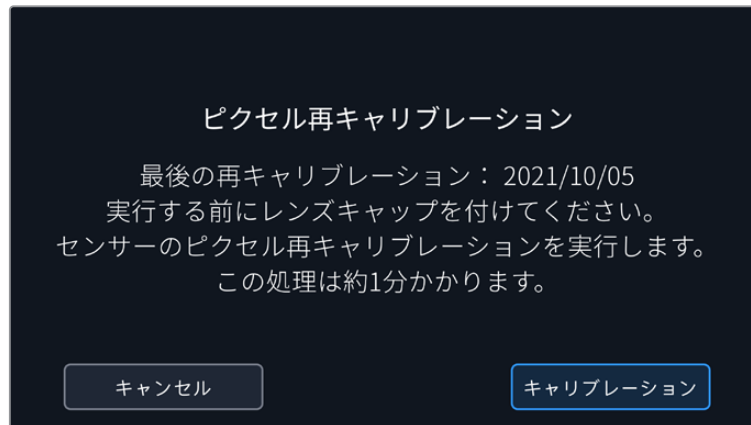 ピクセル再キャリブレーション
最後の再キャリブレーション： 2021/10/05
実行する前にレンズキャップを付けてください。
センサーのピクセル再キャリブレーションを実行します。
この処理は約1分かかります。
キャンセル
キャリブレーション